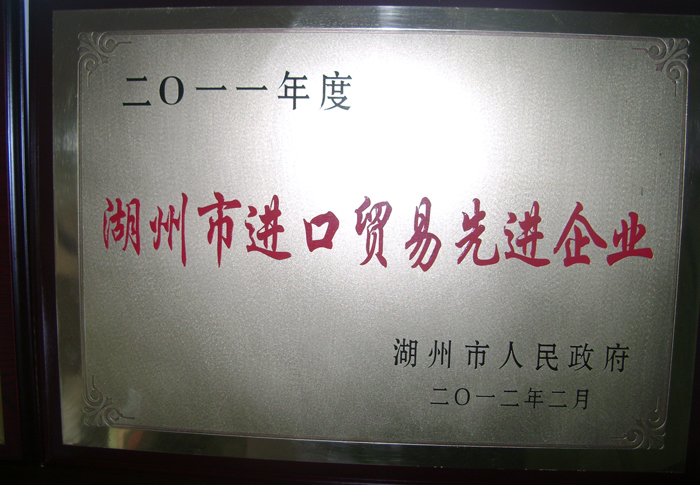 二〇一一年度
湖州市进口贸易先进企业
湖州市人民政府
二〇一二年二月